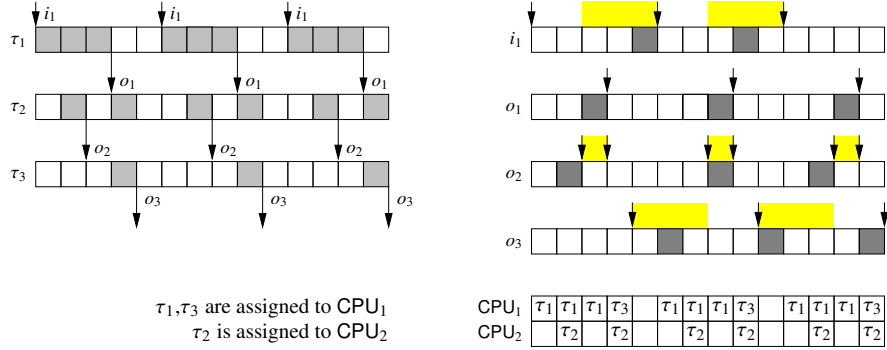 i₁ i₁ i₁
τ₁
o₁ o₁ o₁
τ₂
o₂ o₂ o₂
τ₃
o₃ o₃ o₃
τ₁,τ₃ are assigned to CPU₁
τ₂ is assigned to CPU₂
i₁
o₁
o₂
o₃
CPU₁ τ₁ τ₁ τ₁ τ₃ τ₁ τ₁ τ₁ τ₃ τ₁ τ₁ τ₁ τ₃
CPU₂ τ₂ τ₂ τ₂ τ₂ τ₂ τ₂